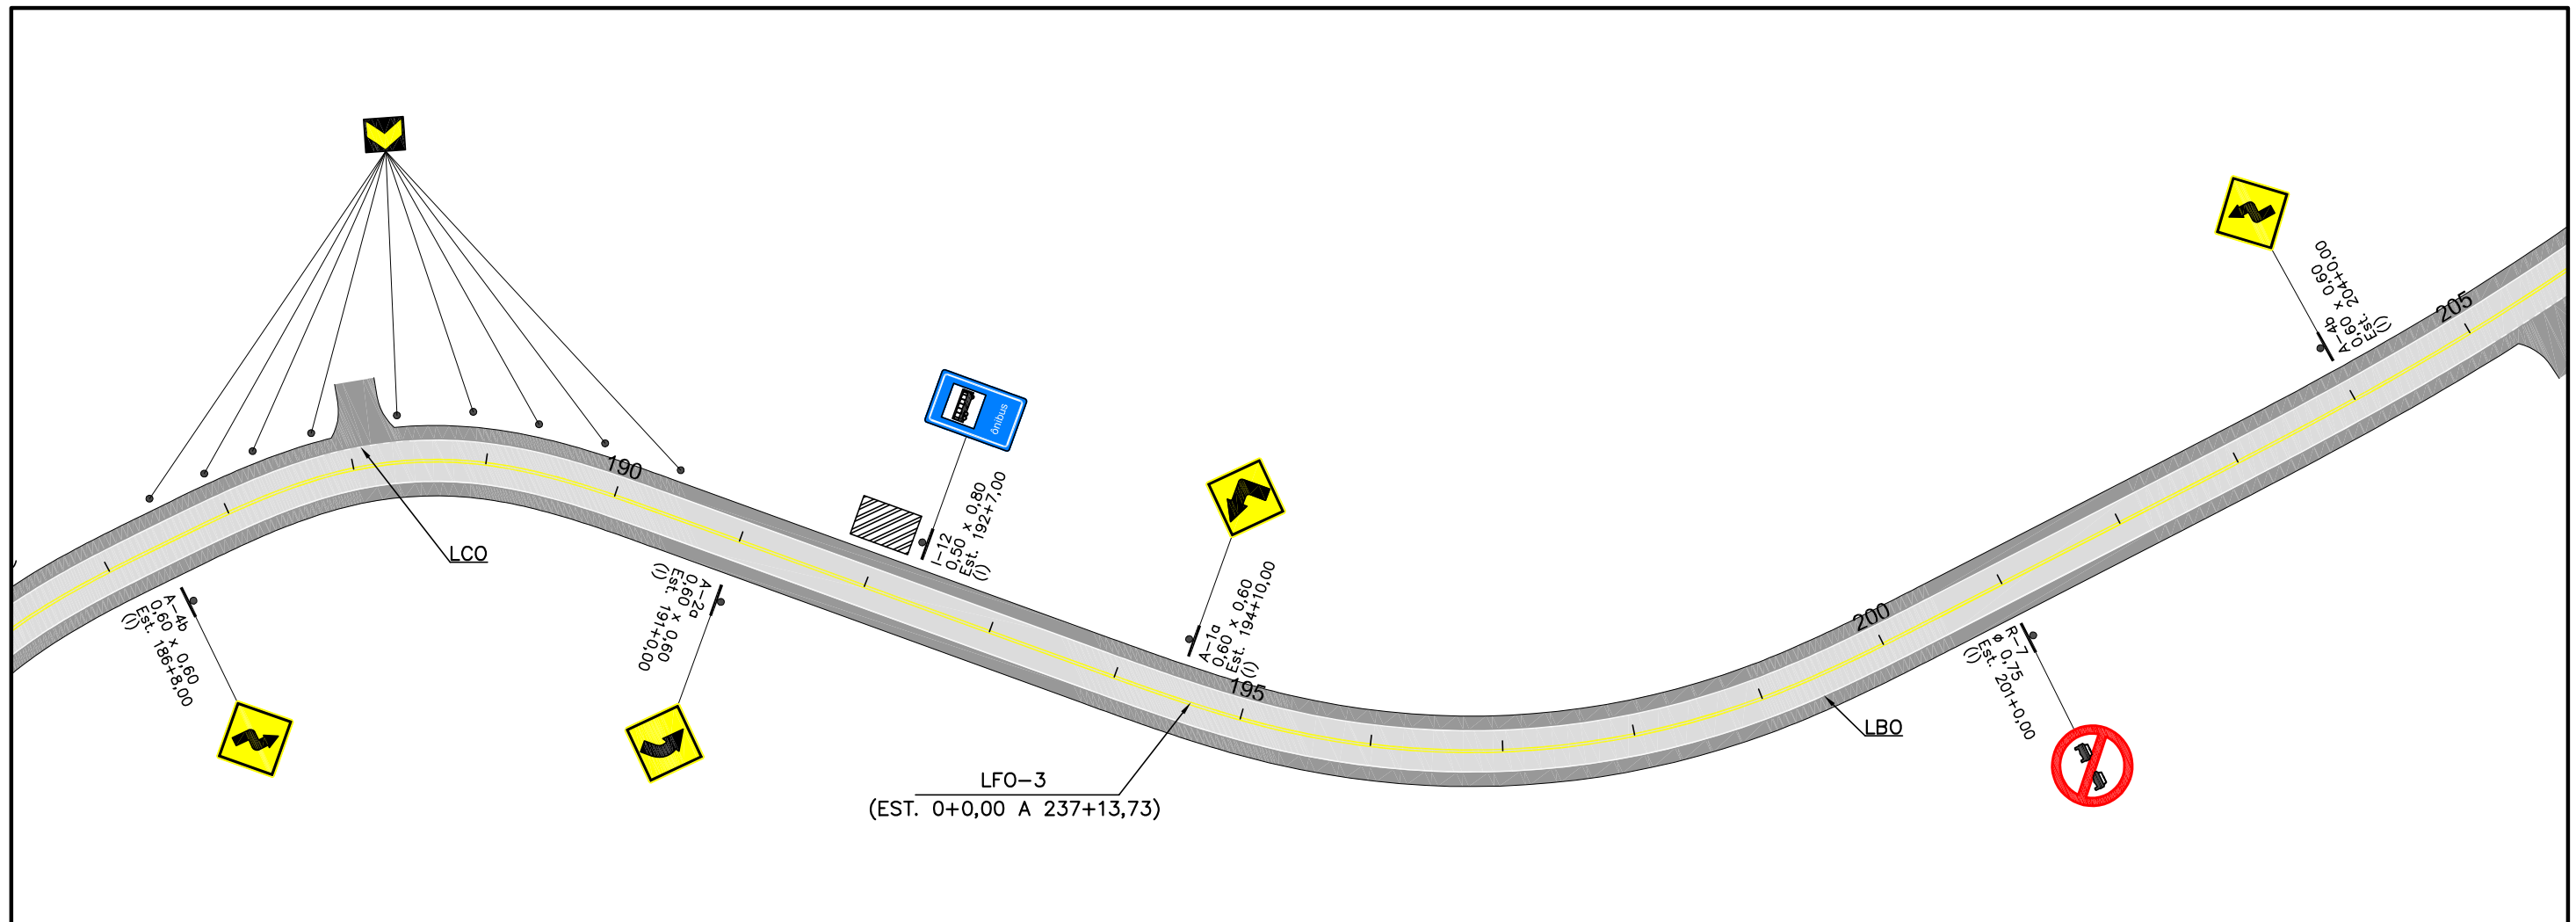 A-4b
0,60 x 0,60
Est. 204+0,00
(I)
205
ônibus
190
I-12
0,50 x 0,80
Est. 192+7,00
(I)
LCO
A-4b
0,60 x 0,60
Est. 186+8,00
(I)
A-2a
0,60 x 0,60
Est. 191+0,00
(I)
A-1a
0,60 x 0,60
Est. 194+10,00
(I)
195
200
R-7
ø 0,75
Est. 201+0,00
(I)
LBO
LFO-3
(EST. 0+0,00 A 237+13,73)